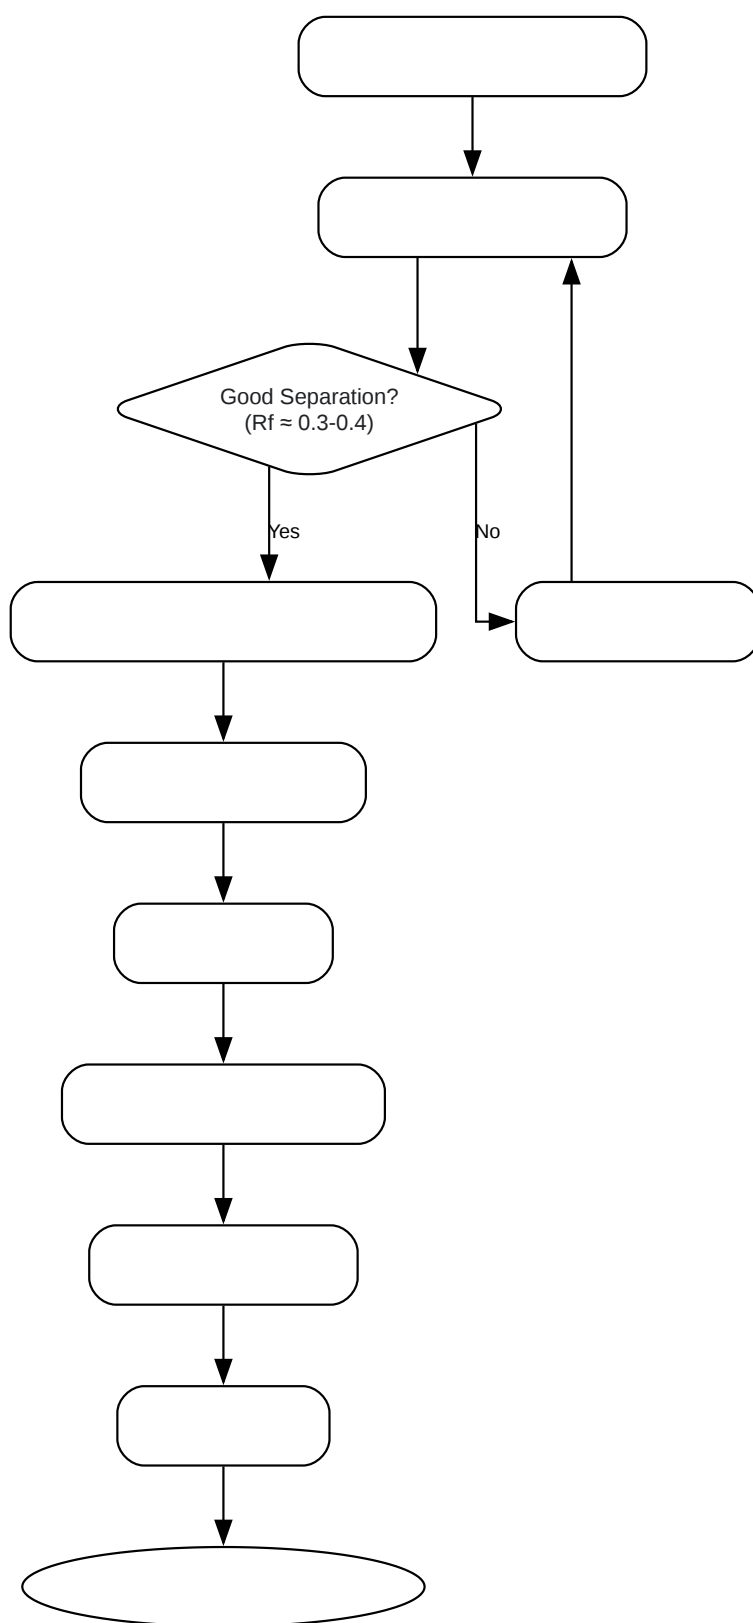 Good Separation?
(Rf ≈ 0.3-0.4)
Yes
No